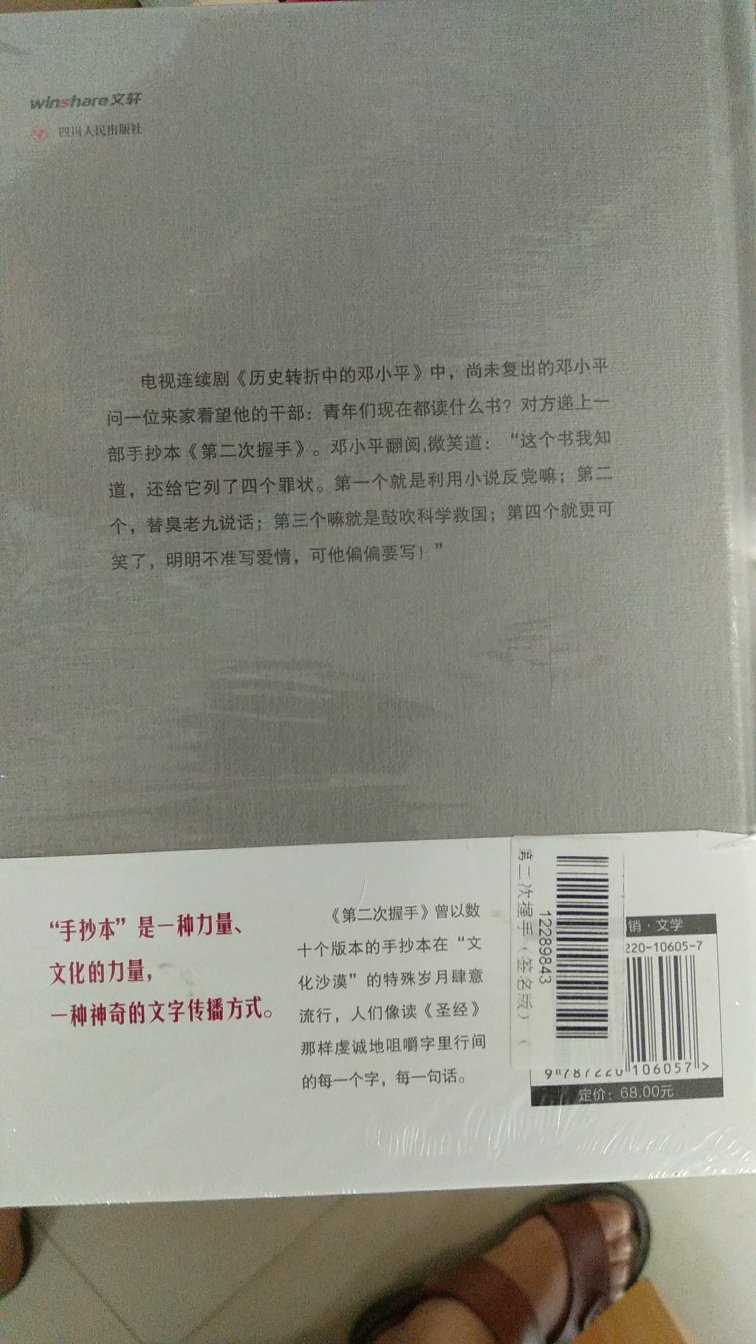 winshare文轩
四川人民出版社
电视连续剧《历史转折中的邓小平》中，尚未复出的邓小平
问一位来家看望他的干部：青年们现在都读什么书？对方递上一
部手抄本《第二次握手》。邓小平翻阅,微笑道：“这个书我知
道，还给它列了四个罪状。第一个就是利用小说反党嘛；第二
个，替臭老九说话；第三个嘛就是鼓吹科学救国；第四个就更可
笑了，明明不准写爱情，可他偏偏要写！”
“手抄本”是一种力量、
文化的力量，
一种神奇的文字传播方式。
《第二次握手》曾以数
十个版本的手抄本在“文
化沙漠”的特殊岁月肆意
流行，人们像读《圣经》
那样虔诚地咀嚼字里行间
的每一个字，每一句话。
第二次握手（签名版）（
12289843
销·文学
220-10605-7
9787220106057>
定价：68.00元